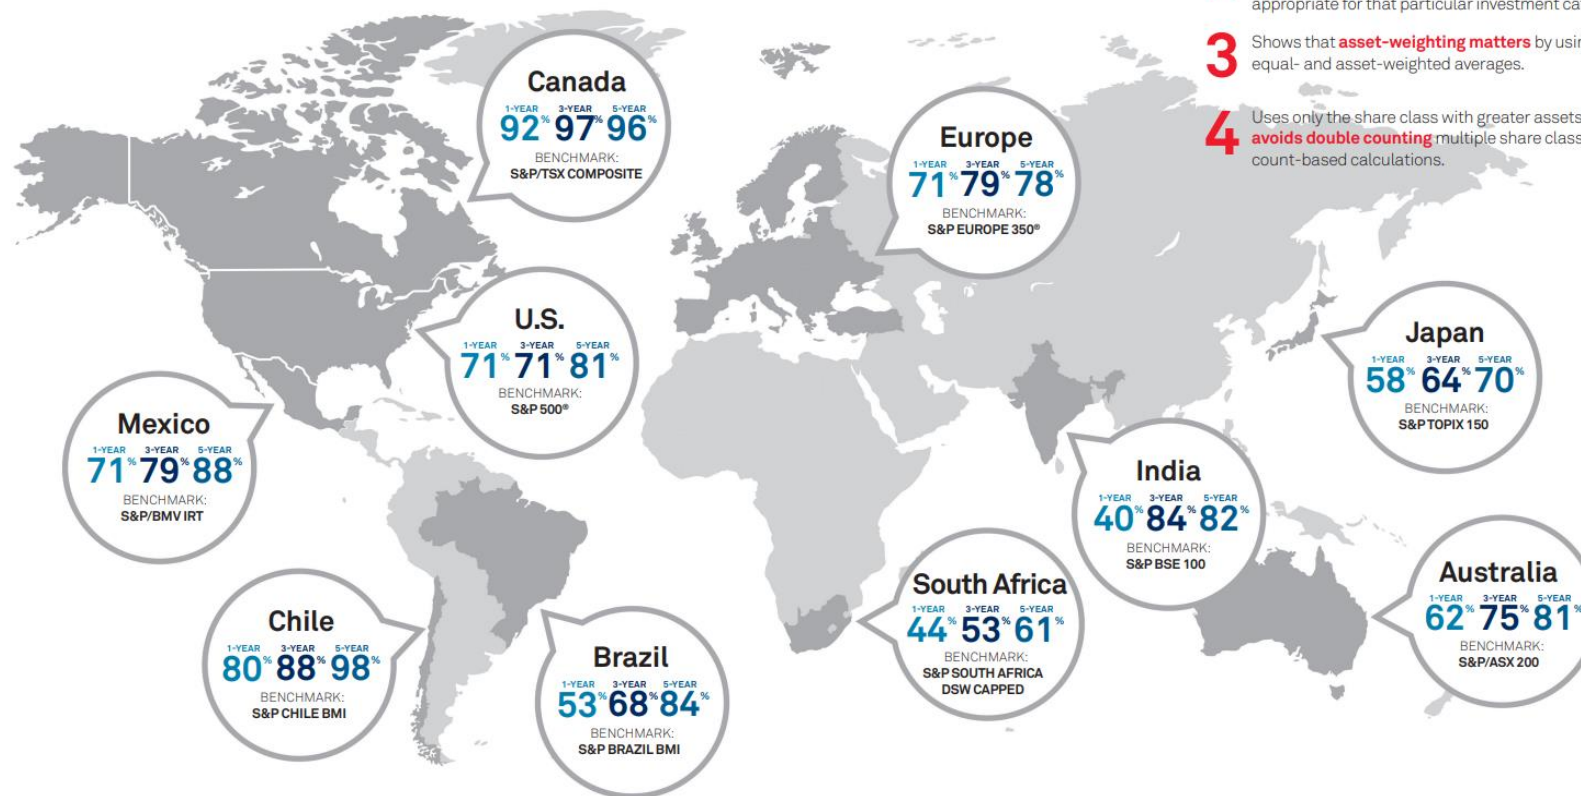 appropriate for that particular investment
3 Shows that asset-weighting matters by
equal- and asset-weighted averages.
4 Uses only the share class with greater assets
avoids double counting multiple share
count-based calculations.
Canada
1-YEAR 3-YEAR 5-YEAR
92% 97% 96%
BENCHMARK:
S&P/TSX COMPOSITE
Europe
1-YEAR 3-YEAR 5-YEAR
71% 79% 78%
BENCHMARK:
S&P EUROPE 350®
U.S.
1-YEAR 3-YEAR 5-YEAR
71% 71% 81%
BENCHMARK:
S&P 500®
Japan
1-YEAR 3-YEAR 5-YEAR
58% 64% 70%
BENCHMARK:
S&P TOPIX 150
Mexico
1-YEAR 3-YEAR 5-YEAR
71% 79% 88%
BENCHMARK:
S&P/BMV IRT
India
1-YEAR 3-YEAR 5-YEAR
40% 84% 82%
BENCHMARK:
S&P BSE 100
South Africa
1-YEAR 3-YEAR 5-YEAR
44% 53% 61%
BENCHMARK:
S&P SOUTH AFRICA
DSW CAPPED
Australia
1-YEAR 3-YEAR 5-YEAR
62% 75% 81%
BENCHMARK:
S&P/ASX 200
Chile
1-YEAR 3-YEAR 5-YEAR
80% 88% 98%
BENCHMARK:
S&P CHILE BMI
Brazil
1-YEAR 3-YEAR 5-YEAR
53% 68% 84%
BENCHMARK:
S&P BRAZIL BMI